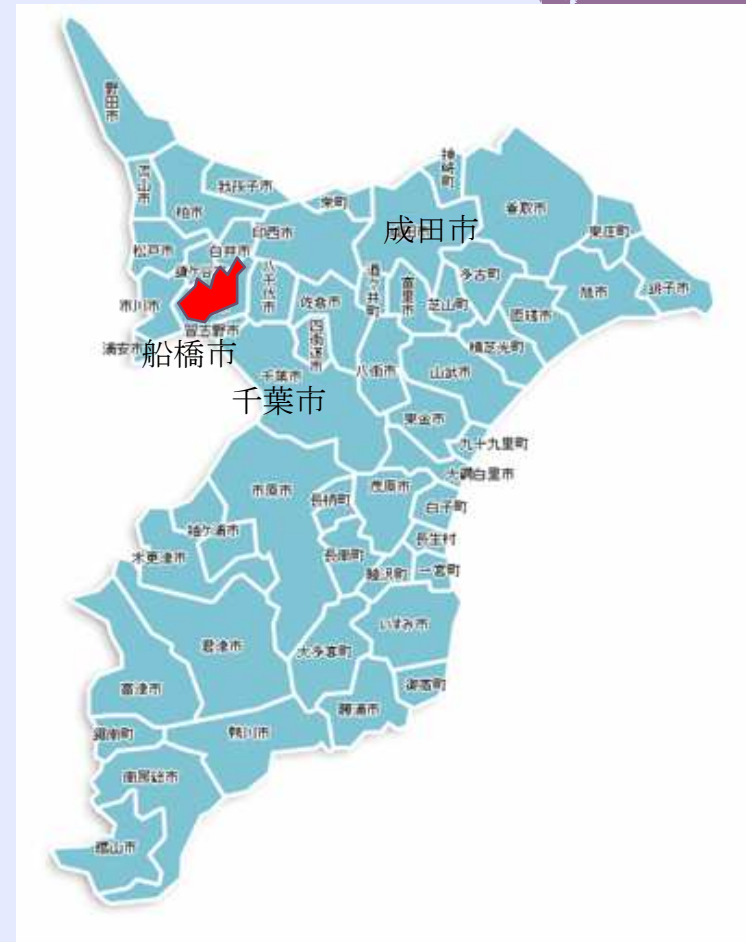 野田市
流山市
柏市
我孫子市
栄町
神崎町
香取市
東庄町
銚子市
旭市
匝瑳市
多古町
成田市
印西市
白井市
松戸市
鎌ケ谷
市川市
八千代市
佐倉市
酒々井町
富里市
芝山町
横芝光町
習志野市
四街道市
浦安市
船橋市
千葉市
千葉市
八街市
山武市
東金市
九十九里町
大網白里市
市原市
長柄町
茂原市
白子町
長生村
袖ケ浦市
木更津市
長南町
睦沢町
一宮町
いすみ市
君津市
大多喜町
富津市
御宿町
勝浦市
鋸南町
鴨川市
南房総市
館山市